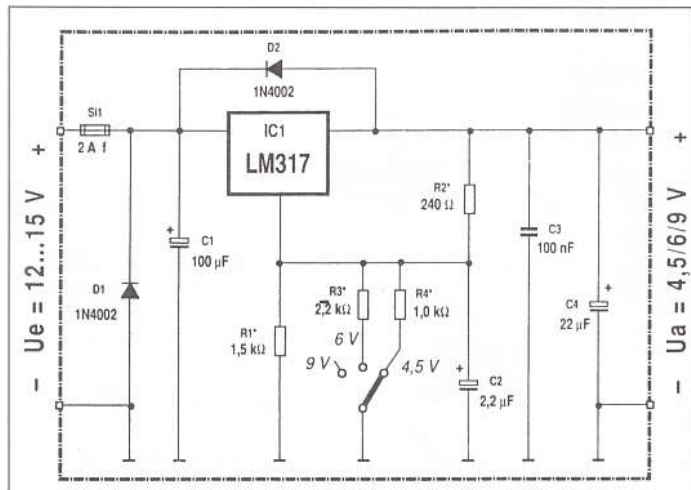 D2
1N4002
Si1
2 A f
IC1
LM317
+
Ue = 12...15 V
−
+
C1
100 µF
D1
1N4002
R2*
240 Ω
C3
100 nF
+
C4
22 µF
R1*
1,5 kΩ
R3*
2,2 kΩ
R4*
1,0 kΩ
6 V
9 V
4,5 V
+
C2
2,2 µF
+
Ua = 4,5/6/9 V
−